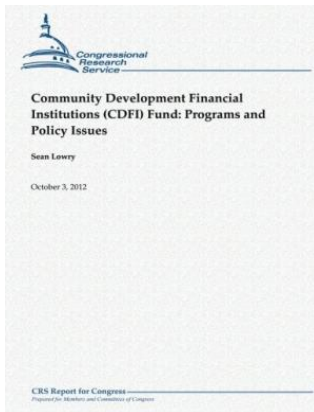 Congressional
Research
Service
Community Development Financial
Institutions (CDFI) Fund: Programs and
Policy Issues
Sean Lowry
October 3, 2012
CRS Report for Congress
Prepared for Members and Committees of Congress